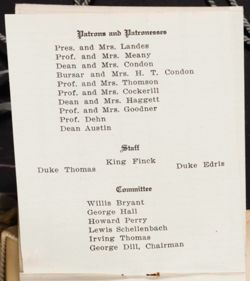 Patrons and Patronesses
Pres. and Mrs. Landes
Prof. and Mrs. Meany
Dean and Mrs. Condon
Bursar and Mrs. H. T. Condon
Prof. and Mrs. Thomson
Prof. and Mrs. Cockerill
Dean and Mrs. Haggett
Prof. and Mrs. Goodner
Prof. Dehn
Dean Austin
Staff
King Finck
Duke Thomas Duke Edris
Committee
Willis Bryant
George Hall
Howard Perry
Lewis Schellenbach
Irving Thomas
George Dill, Chairman